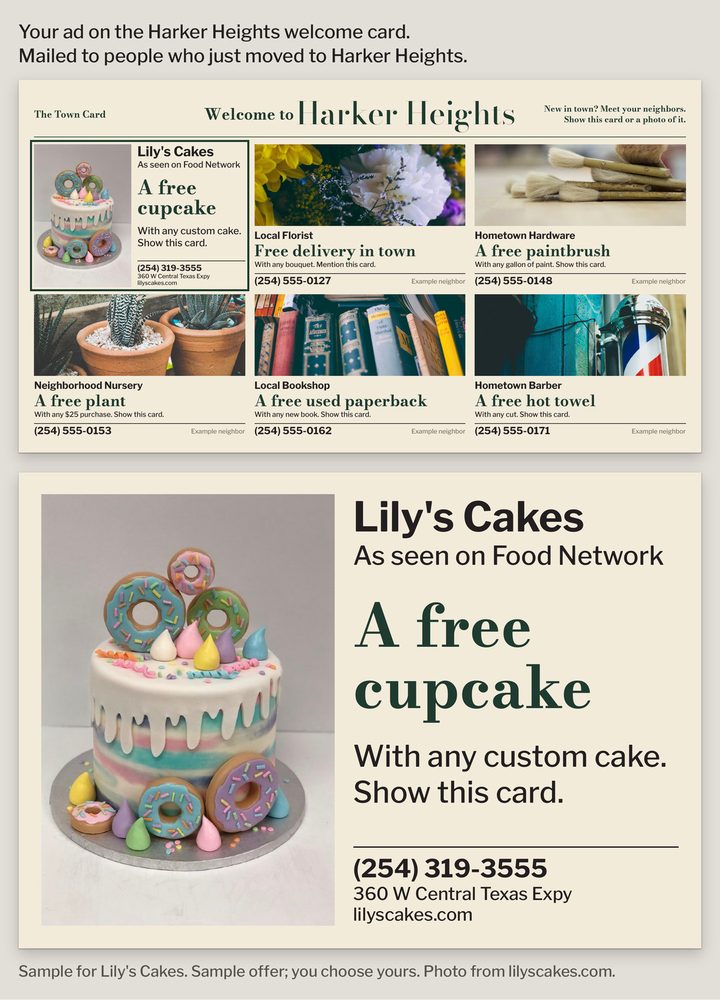 Your ad on the Harker Heights welcome card.
Mailed to people who just moved to Harker Heights.
The Town Card
Welcome to Harker Heights
New in town? Meet your neighbors.
Show this card or a photo of it.
Lily's Cakes
As seen on Food Network
A free
cupcake
With any custom cake.
Show this card.
(254) 319-3555
360 W Central Texas Expy
lilyscakes.com
Local Florist
Free delivery in town
With any bouquet. Mention this card.
(254) 555-0127
Example neighbor
Hometown Hardware
A free paintbrush
With any gallon of paint. Show this card.
(254) 555-0148
Example neighbor
Neighborhood Nursery
A free plant
With any $25 purchase. Show this card.
(254) 555-0153
Example neighbor
Local Bookshop
A free used paperback
With any new book. Show this card.
(254) 555-0162
Example neighbor
Hometown Barber
A free hot towel
With any cut. Show this card.
(254) 555-0171
Example neighbor
Lily's Cakes
As seen on Food Network
A free
cupcake
With any custom cake.
Show this card.
(254) 319-3555
360 W Central Texas Expy
lilyscakes.com
Sample for Lily's Cakes. Sample offer; you choose yours. Photo from lilyscakes.com.